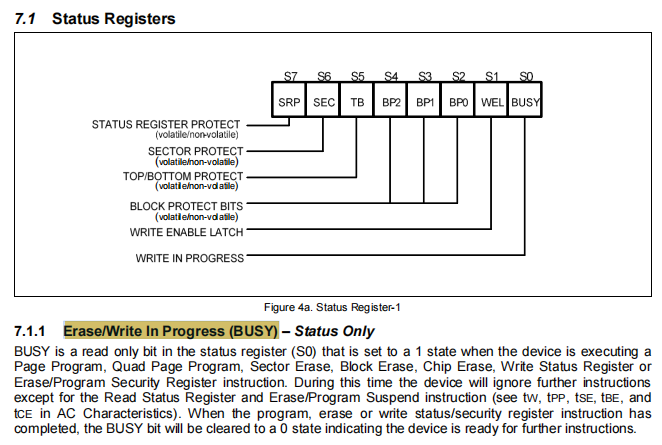 7.1 Status Registers
S7 S6 S5 S4 S3 S2 S1 S0
SRP SEC TB BP2 BP1 BP0 WEL BUSY
STATUS REGISTER PROTECT
(volatile/non-volatile)
SECTOR PROTECT
(volatile/non-volatile)
TOP/BOTTOM PROTECT
(volatile/non-volatile)
BLOCK PROTECT BITS
(volatile/non-volatile)
WRITE ENABLE LATCH
WRITE IN PROGRESS
Figure 4a. Status Register-1
7.1.1 Erase/Write In Progress (BUSY) – Status Only
BUSY is a read only bit in the status register (S0) that is set to a 1 state when the device is executing a
Page Program, Quad Page Program, Sector Erase, Block Erase, Chip Erase, Write Status Register or
Erase/Program Security Register instruction. During this time the device will ignore further instructions
except for the Read Status Register and Erase/Program Suspend instruction (see tW, tPP, tSE, tBE, and
tCE in AC Characteristics). When the program, erase or write status/security register instruction has
completed, the BUSY bit will be cleared to a 0 state indicating the device is ready for further instructions.